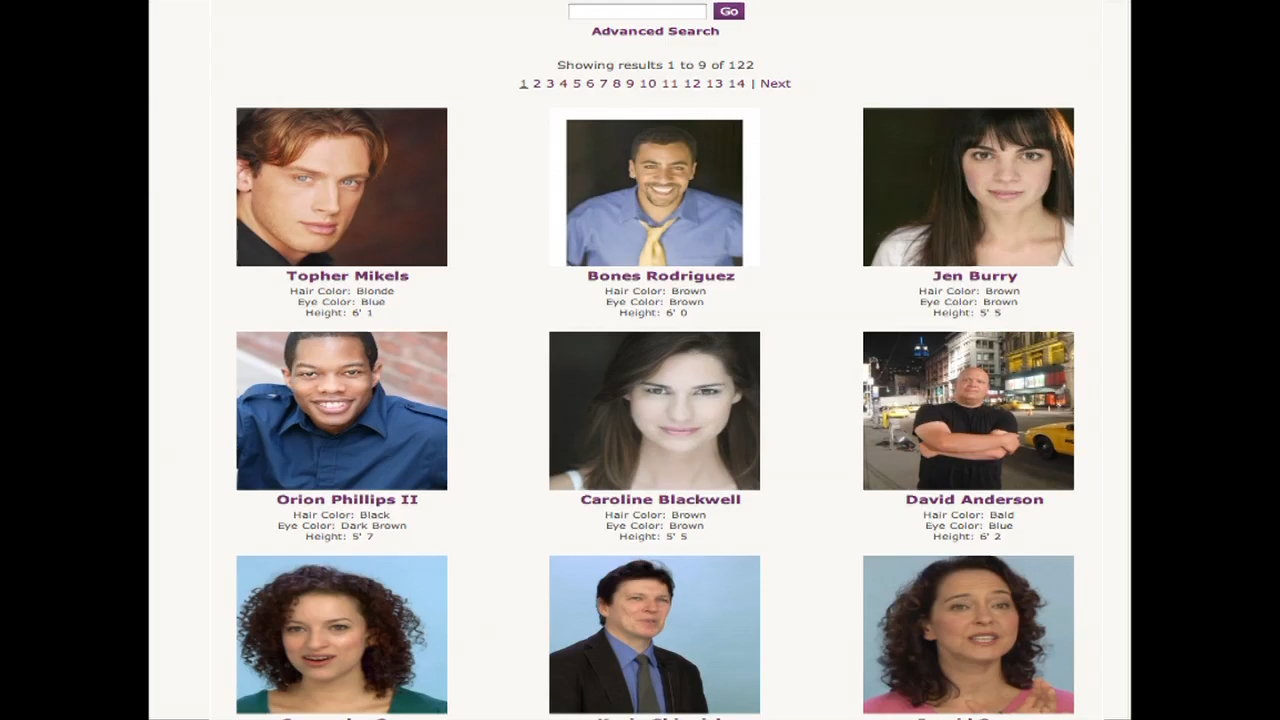 Go
Advanced Search
Showing results 1 to 9 of 122
1 2 3 4 5 6 7 8 9 10 11 12 13 14 | Next
Topher Mikels
Hair Color: Blonde
Eye Color: Blue
Height: 6' 1
Bones Rodriguez
Hair Color: Brown
Eye Color: Brown
Height: 6' 0
Jen Burry
Hair Color: Brown
Eye Color: Brown
Height: 5' 5
Orion Phillips II
Hair Color: Black
Eye Color: Dark Brown
Height: 5' 7
Caroline Blackwell
Hair Color: Brown
Eye Color: Brown
Height: 5' 5
David Anderson
Hair Color: Bald
Eye Color: Blue
Height: 6' 2